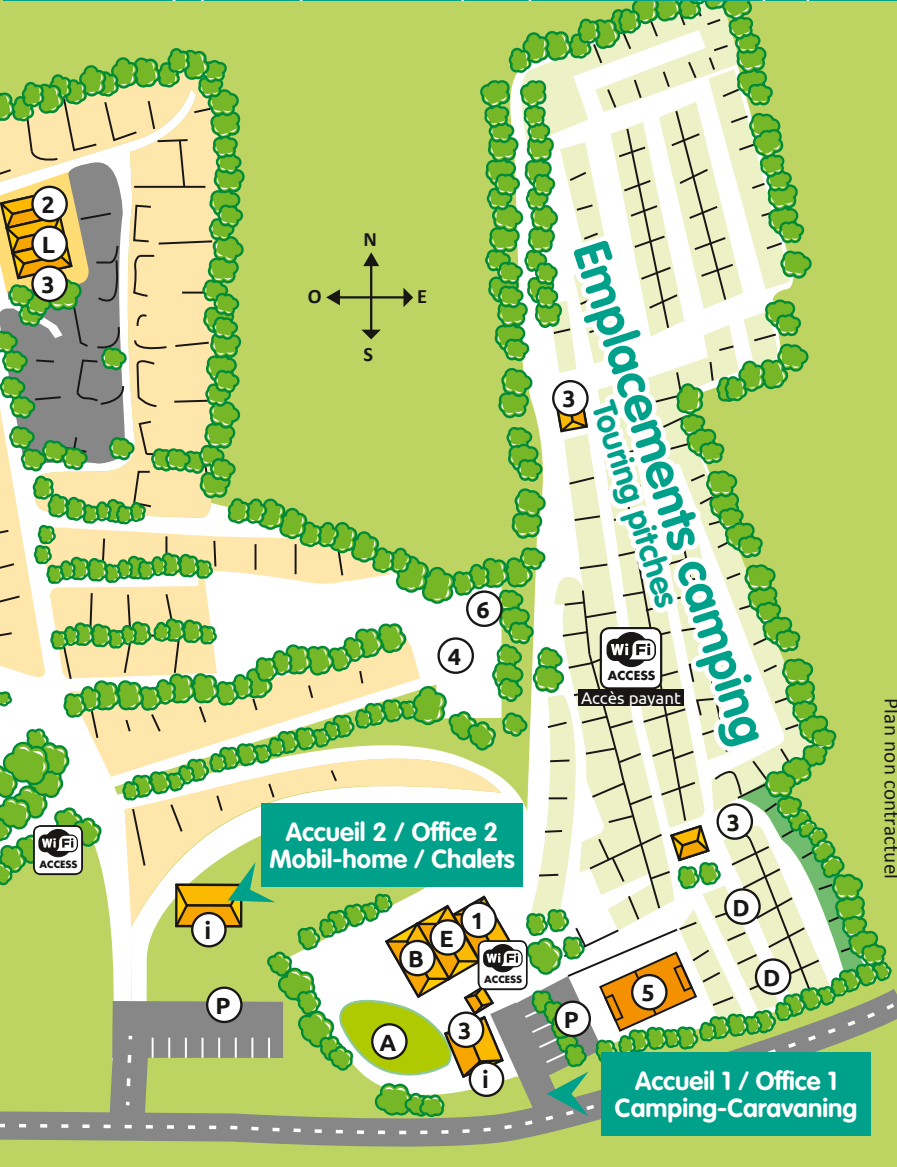 2
L
3
N
O E
S
Emplacements camping
Touring pitches
3
6
4
Wi Fi
ACCESS
Accès payant
Plan non contractuel
3
Accueil 2 / Office 2
Mobil-home / Chalets
Wi Fi
ACCESS
i
1
E
B
Wi Fi
ACCESS
D
D
5
P
P
A
3
i
Accueil 1 / Office 1
Camping-Caravaning